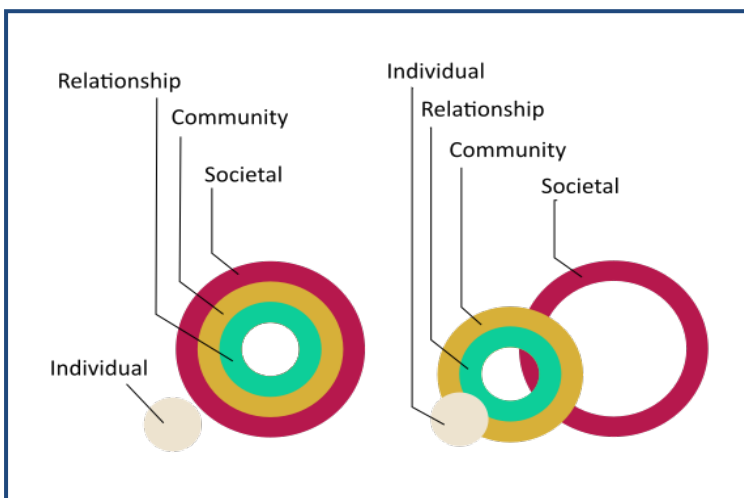 Relationship
Community
Societal
Individual
Individual
Relationship
Community
Societal